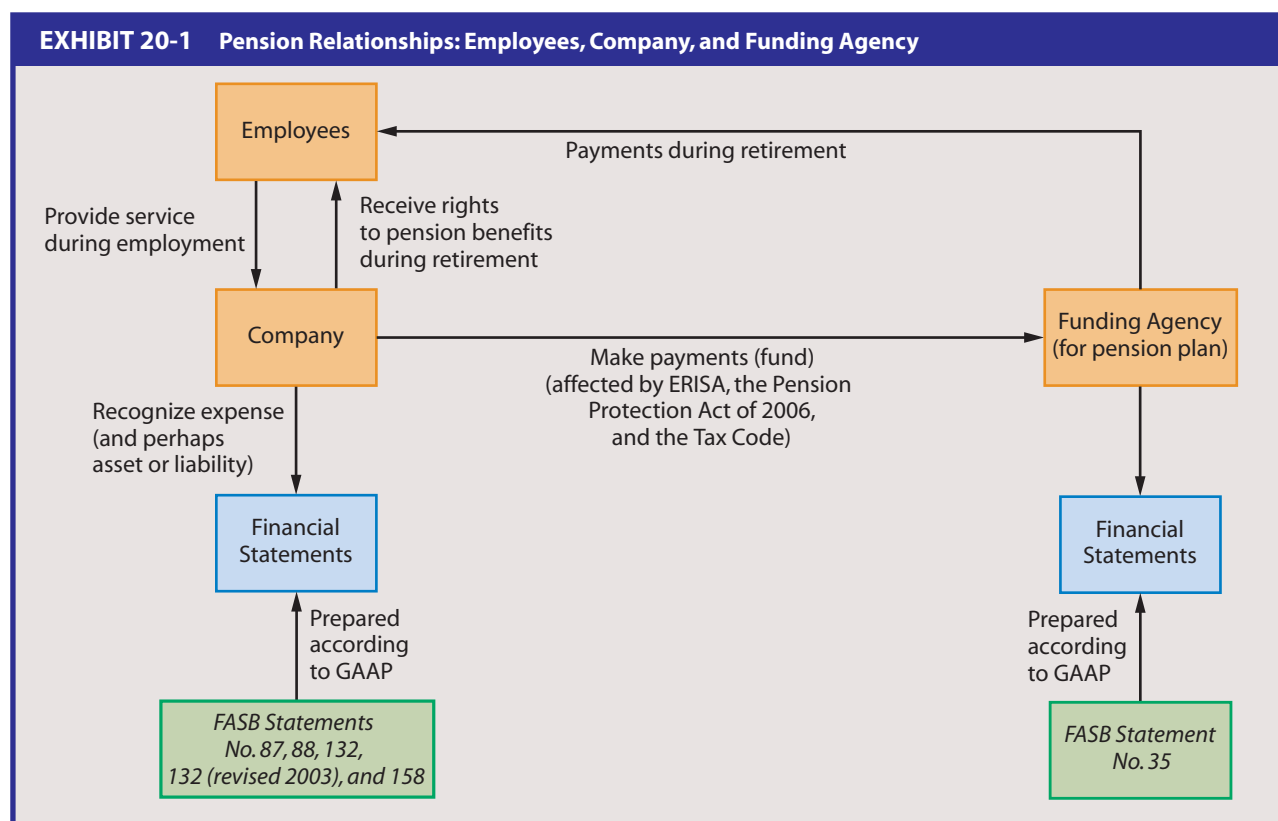 EXHIBIT 20-1 Pension Relationships: Employees, Company, and Funding Agency
Employees
Payments during retirement
Provide service
during employment
Receive rights
to pension benefits
during retirement
Company
Funding Agency
(for pension plan)
Make payments (fund)
(affected by ERISA, the Pension
Protection Act of 2006,
and the Tax Code)
Recognize expense
(and perhaps
asset or liability)
Financial
Statements
Financial
Statements
Prepared
according
to GAAP
Prepared
according
to GAAP
FASB Statements
No. 87, 88, 132,
132 (revised 2003), and 158
FASB Statement
No. 35